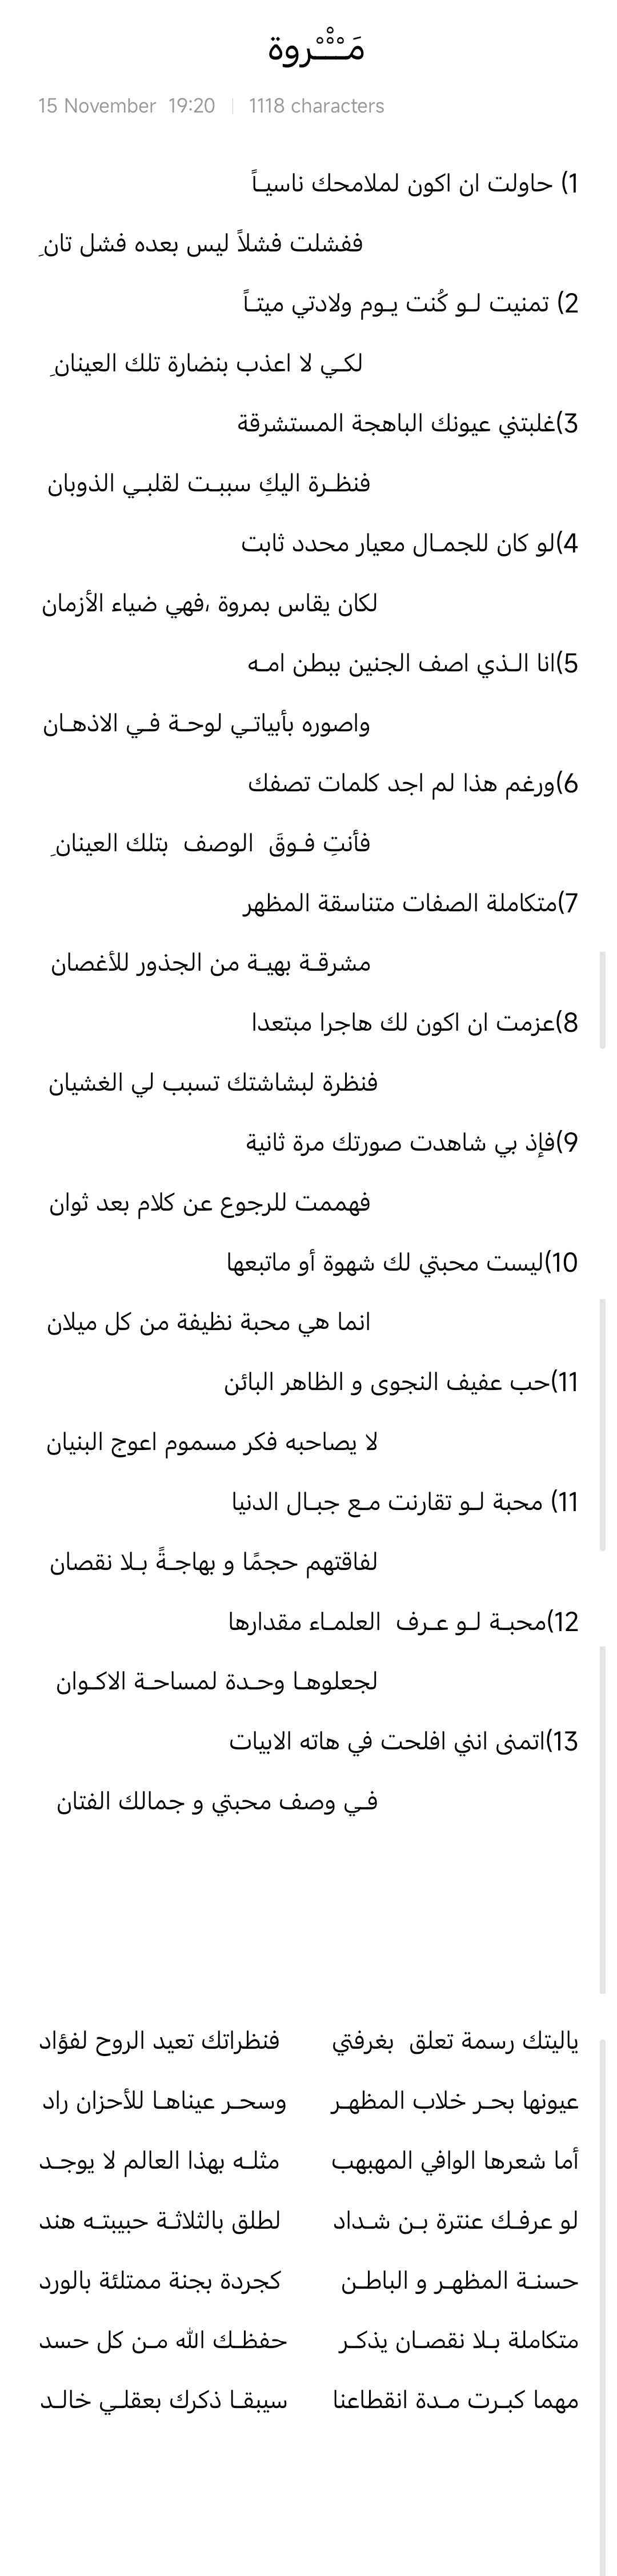 مَـْـْـْروة
15 November 19:20 | 1118 characters
1) حاولت ان اكون لملامحك ناسيـاً
ففشلت فشلاً ليس بعده فشل تانِ
2) تمنيت لـو كُنت يـوم ولادتي ميتـاً
لكـي لا اعذب بنضارة تلك العينانِ
3)غلبتني عيونك الباهجة المستشرقة
فنظـرة اليكِ سببـت لقلبـي الذوبان
4)لو كان للجمـال معيار محدد ثابت
لكان يقاس بمروة ،فهي ضياء الأزمان
5)انا الـذي اصف الجنين ببطن امـه
واصوره بأبياتـي لوحـة فـي الاذهـان
6)ورغم هذا لم اجد كلمات تصفك
فأنتِ فـوقَ الوصف بتلك العينانِ
7)متكاملة الصفات متناسقة المظهر
مشرقـة بهيـة من الجذور للأغصان
8)عزمت ان اكون لك هاجرا مبتعدا
فنظرة لبشاشتك تسبب لي الغشيان
9)فإذ بي شاهدت صورتك مرة ثانية
فهممت للرجوع عن كلام بعد ثوان
10)ليست محبتي لك شهوة أو ماتبعها
انما هي محبة نظيفة من كل ميلان
11)حب عفيف النجوى و الظاهر البائن
لا يصاحبه فكر مسموم اعوج البنيان
11) محبة لـو تقارنت مـع جبـال الدنيا
لفاقتهم حجمًا و بهاجـةً بـلا نقصان
12)محبـة لـو عـرف العلمـاء مقدارها
لجعلوهـا وحـدة لمساحـة الاكـوان
13)اتمنى انني افلحت في هاته الابيات
فـي وصف محبتي و جمالك الفتان
ياليتك رسمة تعلق بغرفتي فنظراتك تعيد الروح لفؤاد
عيونها بحـر خلاب المظهـر وسحـر عيناهـا للأحزان راد
أما شعرها الوافي المهبهب مثلـه بهذا العالم لا يوجـد
لو عرفـك عنترة بـن شـداد لطلق بالثلاثـة حبيبتـه هند
حسنـة المظهـر و الباطـن كجردة بجنة ممتلئة بالورد
متكاملة بـلا نقصـان يذكـر حفظـك الله مـن كل حسد
مهما كبـرت مـدة انقطاعنا سيبقـا ذكرك بعقلـي خالـد